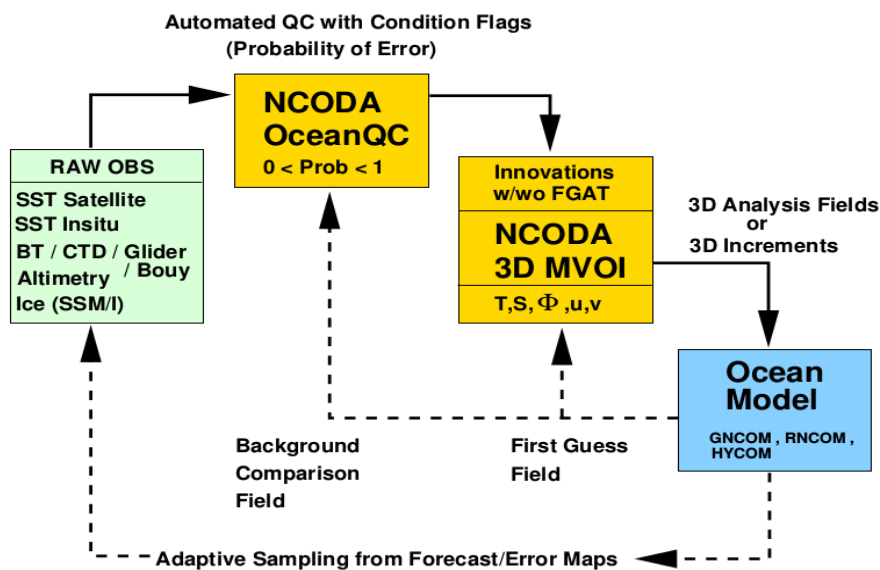 Automated QC with Condition Flags
(Probability of Error)
NCODA
OceanQC
0 < Prob < 1
RAW OBS
SST Satellite
SST Insitu
BT / CTD / Glider
/ Bouy
Altimetry
Ice (SSM/I)
Innovations
w/wo FGAT
NCODA
3D MVOI
T,S, Φ ,u,v
3D Analysis Fields
or
3D Increments
Ocean
Model
GNCOM , RNCOM ,
HYCOM
Background
Comparison
Field
First Guess
Field
Adaptive Sampling from Forecast/Error Maps